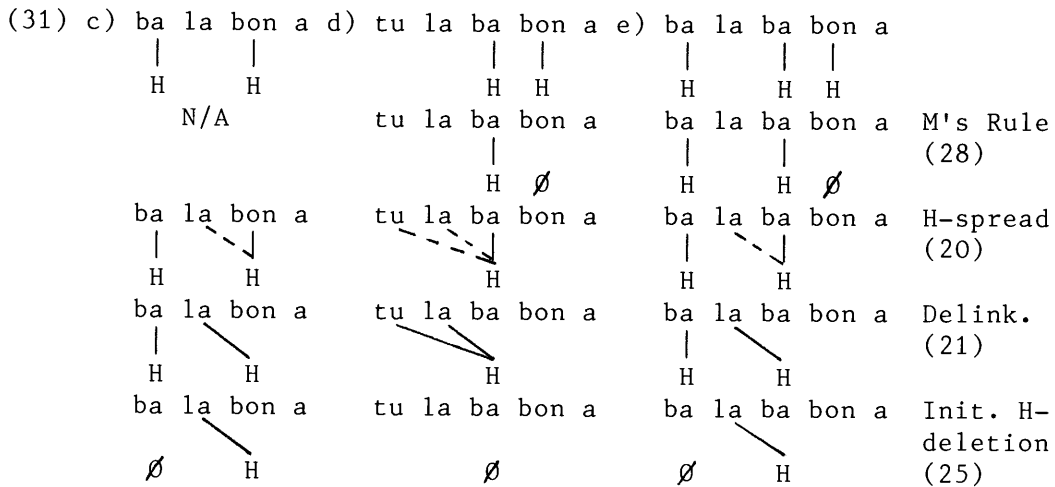 (31) c) ba la bon a d) tu la ba bon a e) ba la ba bon a
H H H H H H H
N/A tu la ba bon a ba la ba bon a M's Rule
(28)
H Ø H H Ø
ba la bon a tu la ba bon a ba la ba bon a H-spread
(20)
H H H H H
ba la bon a tu la ba bon a ba la ba bon a Delink.
(21)
H H H H H
ba la bon a tu la ba bon a ba la ba bon a Init. H-
deletion
Ø H Ø Ø H (25)